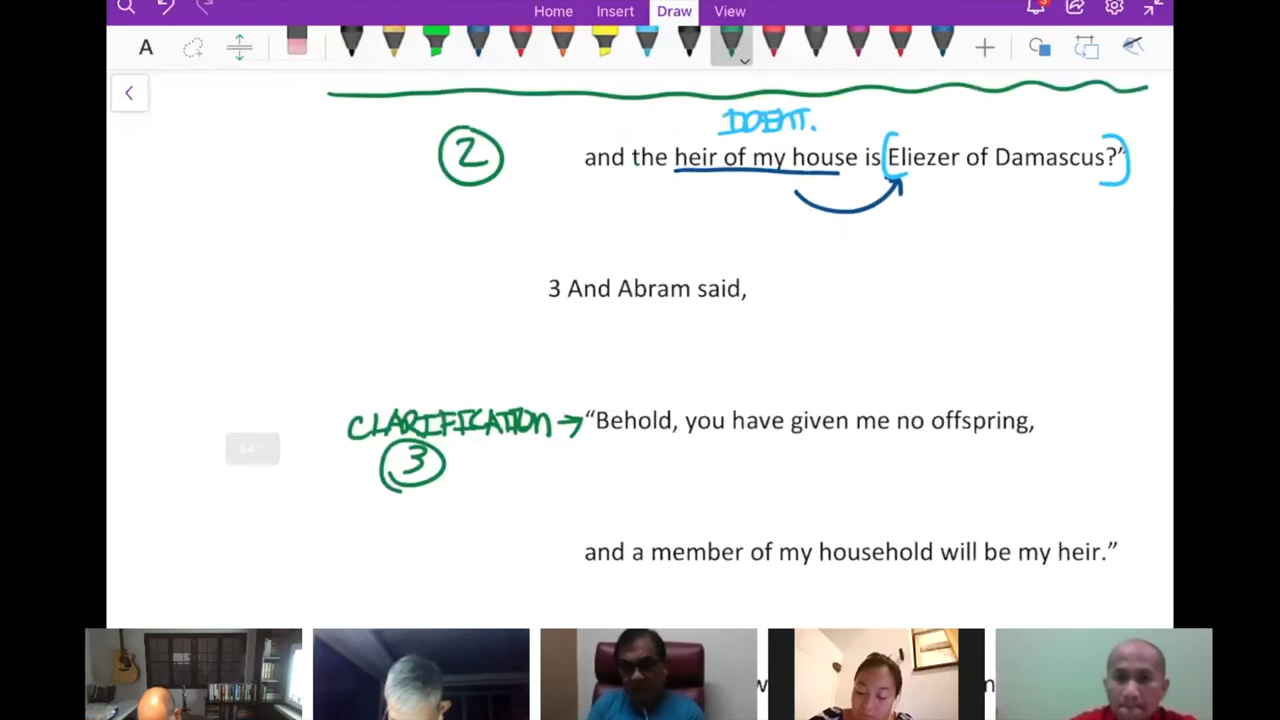 Home Insert Draw View
A
IDENT.
② and the heir of my house is [Eliezer of Damascus?”]
3 And Abram said,
CLARIFICATION → “Behold, you have given me no offspring,
③
64%
and a member of my household will be my heir.”